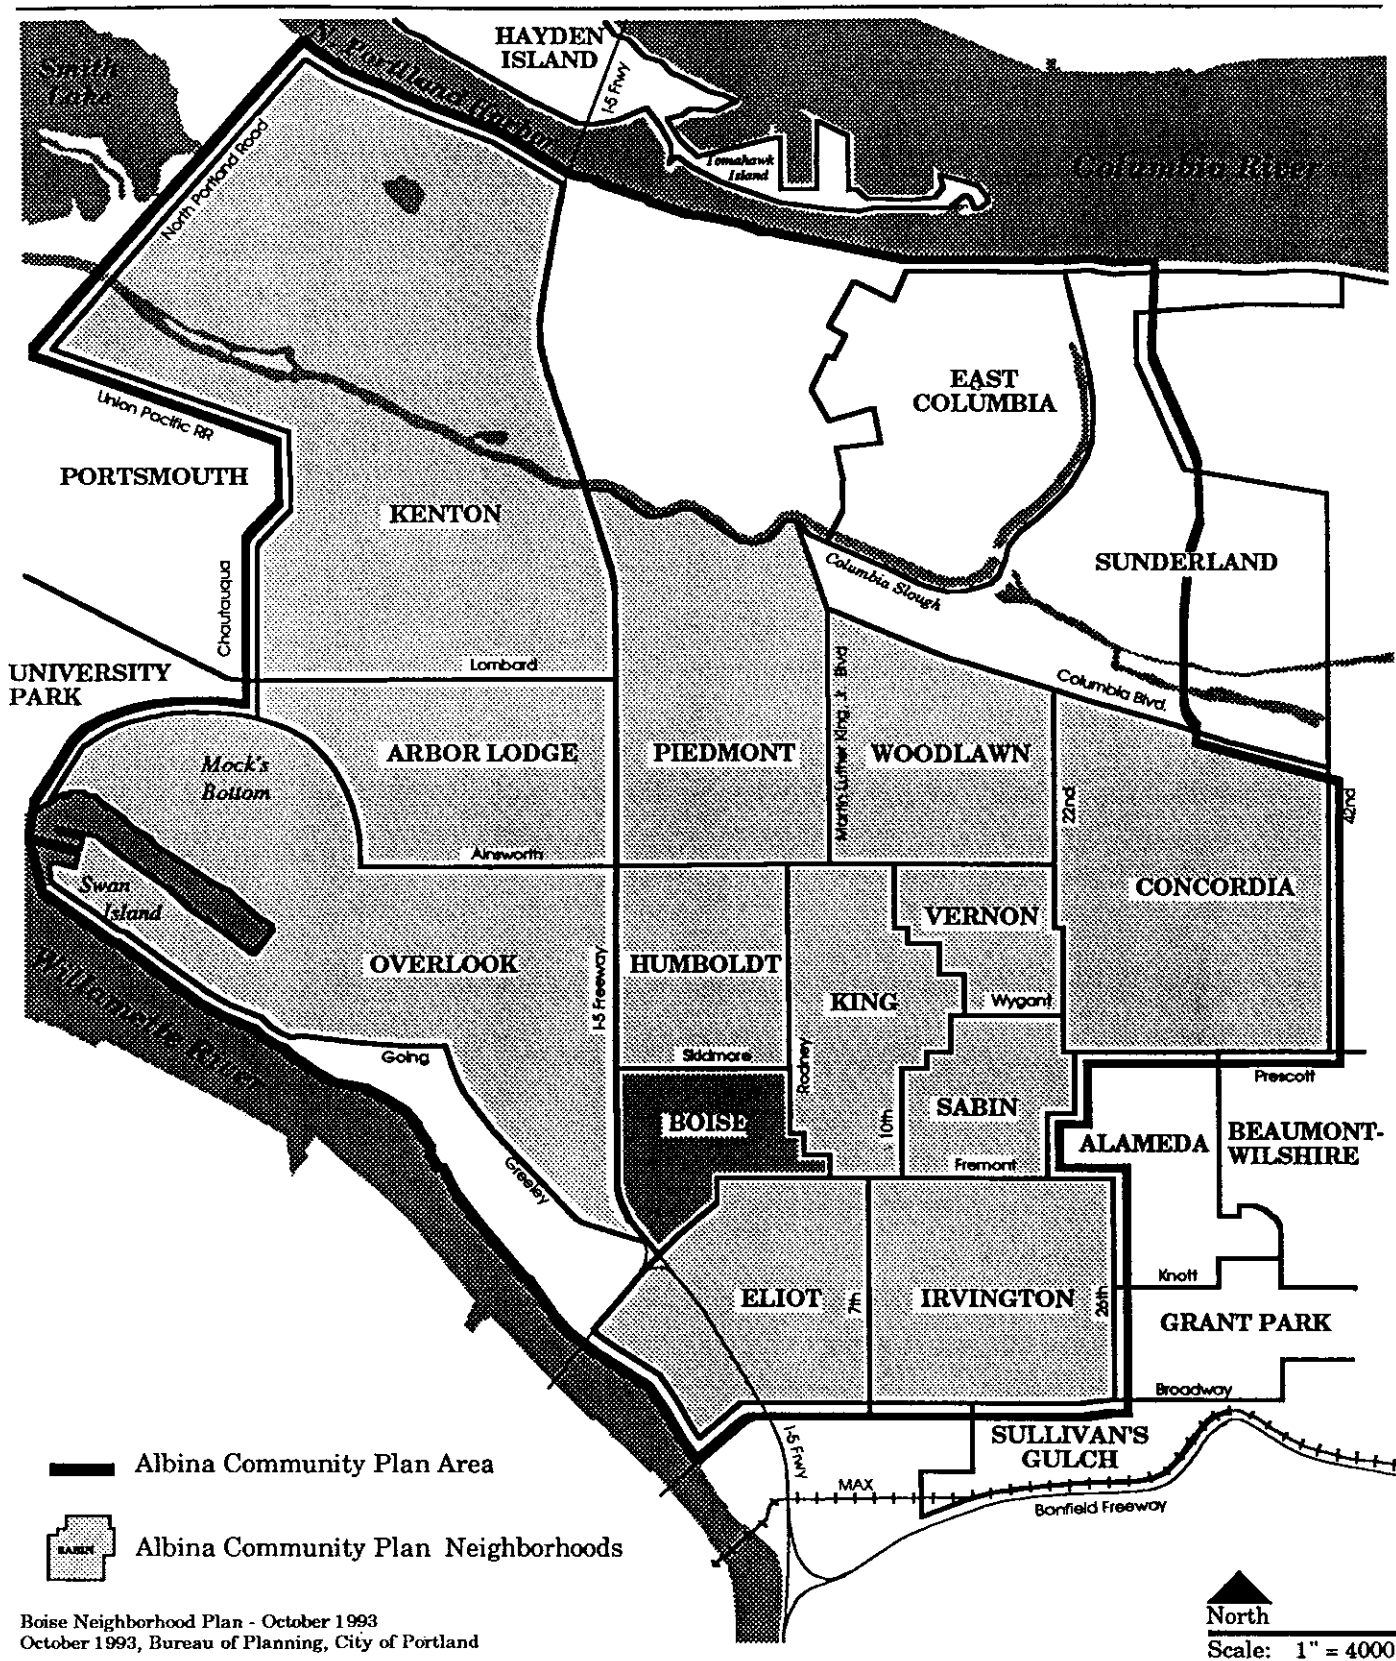 HAYDEN
ISLAND
Smith
Lake
N. Portland Harbor
I-5 Frwy
Tomahawk
Island
Columbia River
North Portland Road
Union Pacific RR
PORTSMOUTH
EAST
COLUMBIA
KENTON
SUNDERLAND
Columbia Slough
Chautauqua
Lombard
UNIVERSITY
PARK
Columbia Blvd.
Martin Luther King, Jr. Blvd
ARBOR LODGE
PIEDMONT
WOODLAWN
Mock's
Bottom
22nd
42nd
Ainsworth
Swan
Island
CONCORDIA
VERNON
OVERLOOK
HUMBOLDT
KING
Wygant
I-5 Freeway
Willamette River
Going
Skidmore
Rodney
Prescott
BOISE
SABIN
10th
ALAMEDA
BEAUMONT-
WILSHIRE
Fremont
Greeley
Knott
ELIOT
7th
IRVINGTON
26th
GRANT PARK
Broadway
I-5 Frwy
SULLIVAN'S
GULCH
MAX
Bonfield Freeway
Albina Community Plan Area
SABIN
Albina Community Plan Neighborhoods
Boise Neighborhood Plan - October 1993
October 1993, Bureau of Planning, City of Portland
North
Scale: 1" = 4000